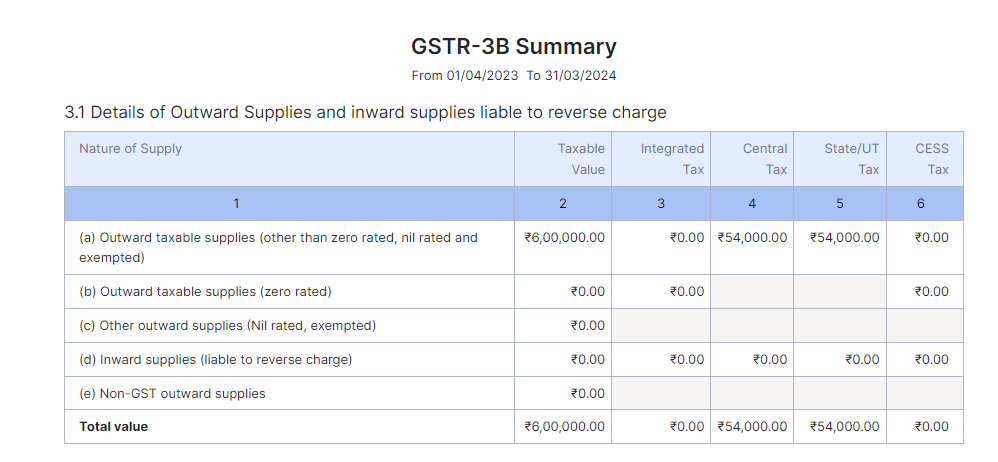 GSTR-3B Summary
From 01/04/2023 To 31/03/2024
3.1 Details of Outward Supplies and inward supplies liable to reverse charge
Nature of Supply Taxable Value Integrated Tax Central Tax State/UT Tax CESS Tax
1 2 3 4 5 6
(a) Outward taxable supplies (other than zero rated, nil rated and exempted) ₹6,00,000.00 ₹0.00 ₹54,000.00 ₹54,000.00 ₹0.00
(b) Outward taxable supplies (zero rated) ₹0.00 ₹0.00 ₹0.00
(c) Other outward supplies (Nil rated, exempted) ₹0.00
(d) Inward supplies (liable to reverse charge) ₹0.00 ₹0.00 ₹0.00 ₹0.00 ₹0.00
(e) Non-GST outward supplies ₹0.00
Total value ₹6,00,000.00 ₹0.00 ₹54,000.00 ₹54,000.00 ₹0.00